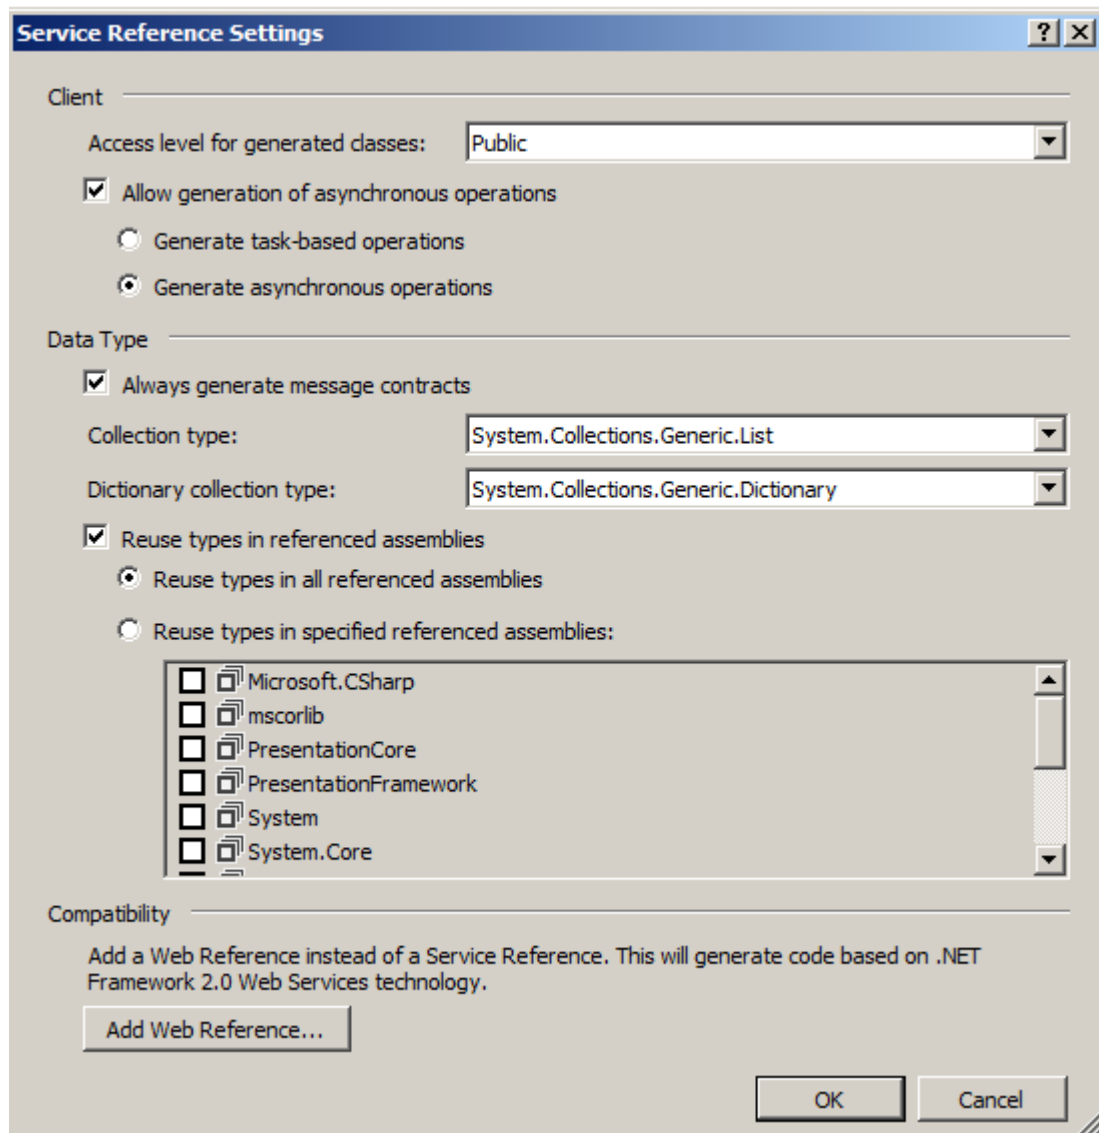 Service Reference Settings
Client
Access level for generated classes: Public
Allow generation of asynchronous operations
Generate task-based operations
Generate asynchronous operations
Data Type
Always generate message contracts
Collection type: System.Collections.Generic.List
Dictionary collection type: System.Collections.Generic.Dictionary
Reuse types in referenced assemblies
Reuse types in all referenced assemblies
Reuse types in specified referenced assemblies:
Microsoft.CSharp
mscorlib
PresentationCore
PresentationFramework
System
System.Core
Compatibility
Add a Web Reference instead of a Service Reference. This will generate code based on .NET
Framework 2.0 Web Services technology.
Add Web Reference...
OK Cancel